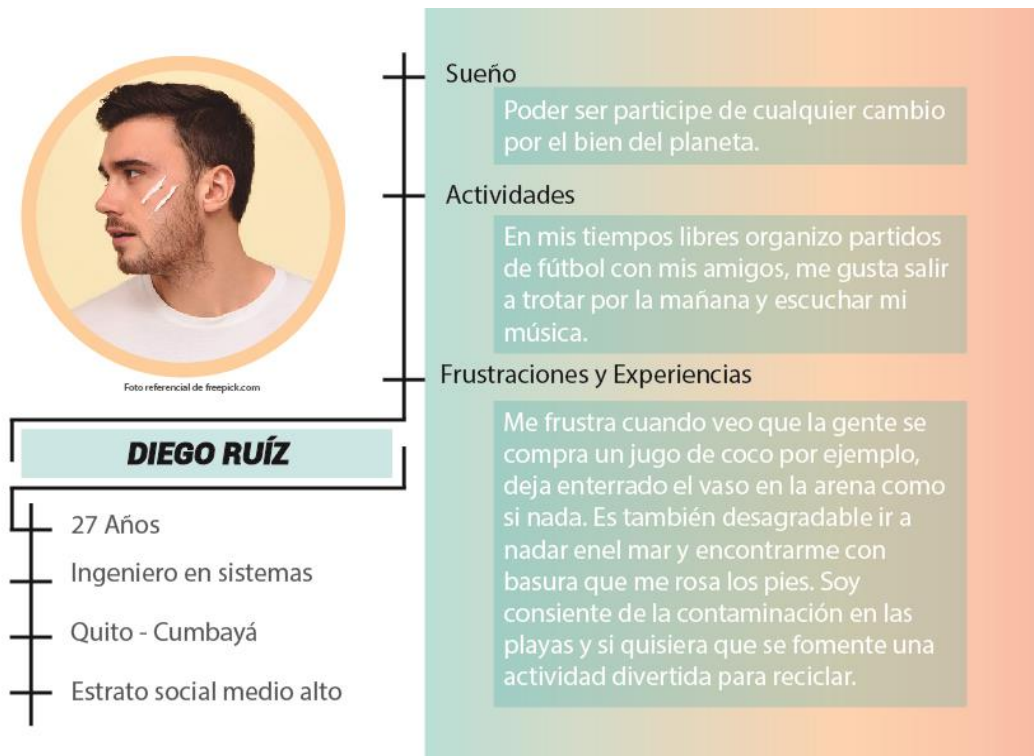 Foto referencial de freepick.com
DIEGO RUÍZ
27 Años
Ingeniero en sistemas
Quito - Cumbayá
Estrato social medio alto
Sueño
Poder ser participe de cualquier cambio
por el bien del planeta.
Actividades
En mis tiempos libres organizo partidos
de fútbol con mis amigos, me gusta salir
a trotar por la mañana y escuchar mi
música.
Frustraciones y Experiencias
Me frustra cuando veo que la gente se
compra un jugo de coco por ejemplo,
deja enterrado el vaso en la arena como
si nada. Es también desagradable ir a
nadar enel mar y encontrarme con
basura que me rosa los pies. Soy
consiente de la contaminación en las
playas y si quisiera que se fomente una
actividad divertida para reciclar.